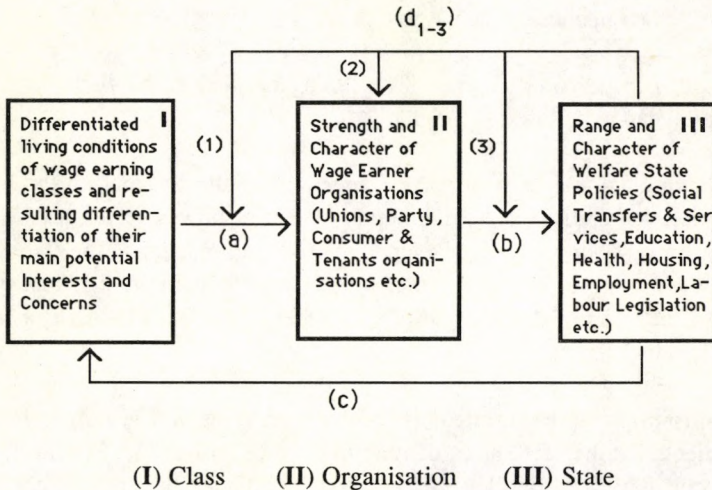 (d1-3)
(2)
(1)
(3)
I
Differentiated
living conditions
of wage earning
classes and re-
sulting differen-
tiation of their
main potential
Interests and
Concerns
(a)
II
Strength and
Character of
Wage Earner
Organisations
(Unions, Party,
Consumer &
Tenants organi-
sations etc.)
(b)
III
Range and
Character of
Welfare State
Policies (Social
Transfers & Ser
vices,Education,
Health, Housing,
Employment,La-
bour Legislation
etc.)
(c)
(I) Class (II) Organisation (III) State